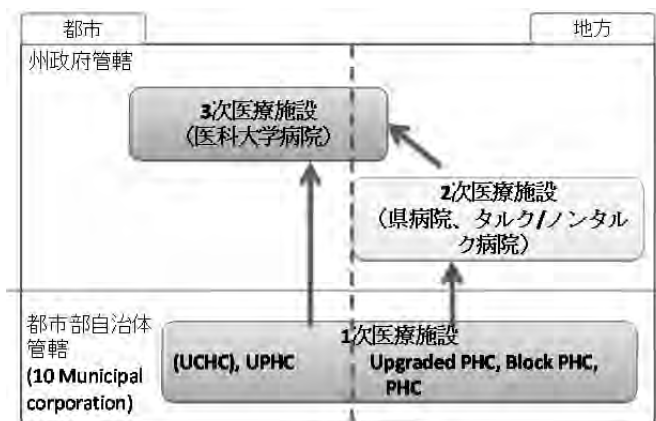 都市
地方
州政府管轄
3次医療施設
（医科大学病院）
2次医療施設
（県病院、タルク/ノンタル
ク病院）
都市部自治体
管轄
(10 Municipal
corporation)
1次医療施設
(UCHC), UPHC
Upgraded PHC, Block PHC,
PHC